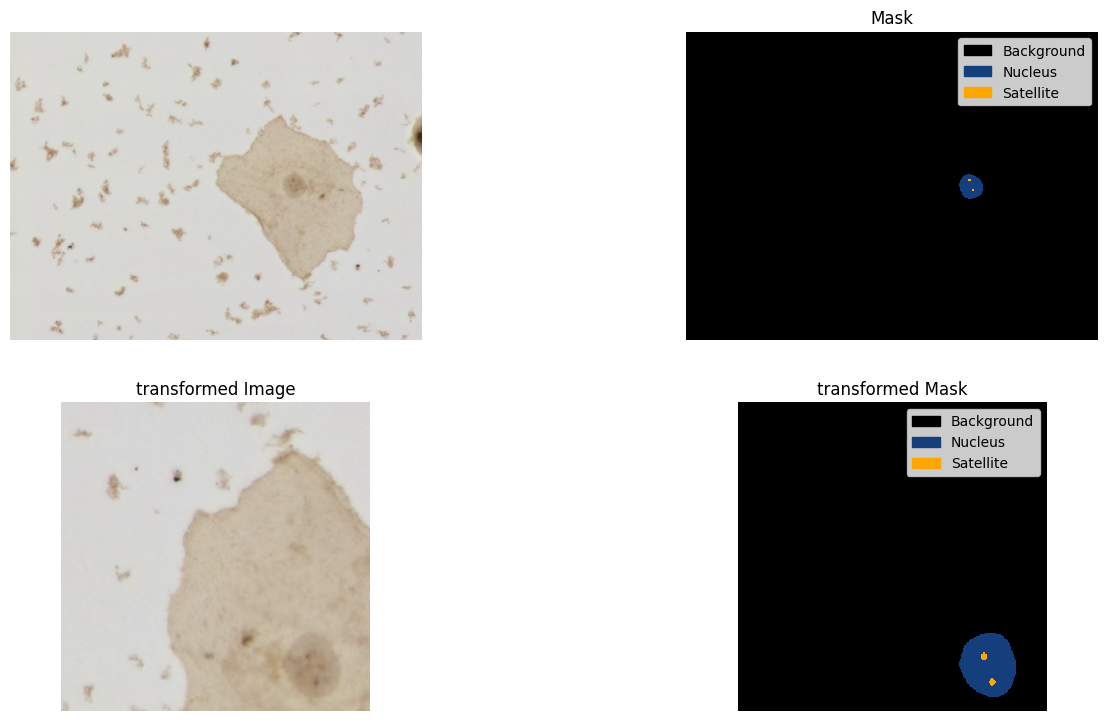 Mask
Background
Nucleus
Satellite
transformed Image
transformed Mask
Background
Nucleus
Satellite